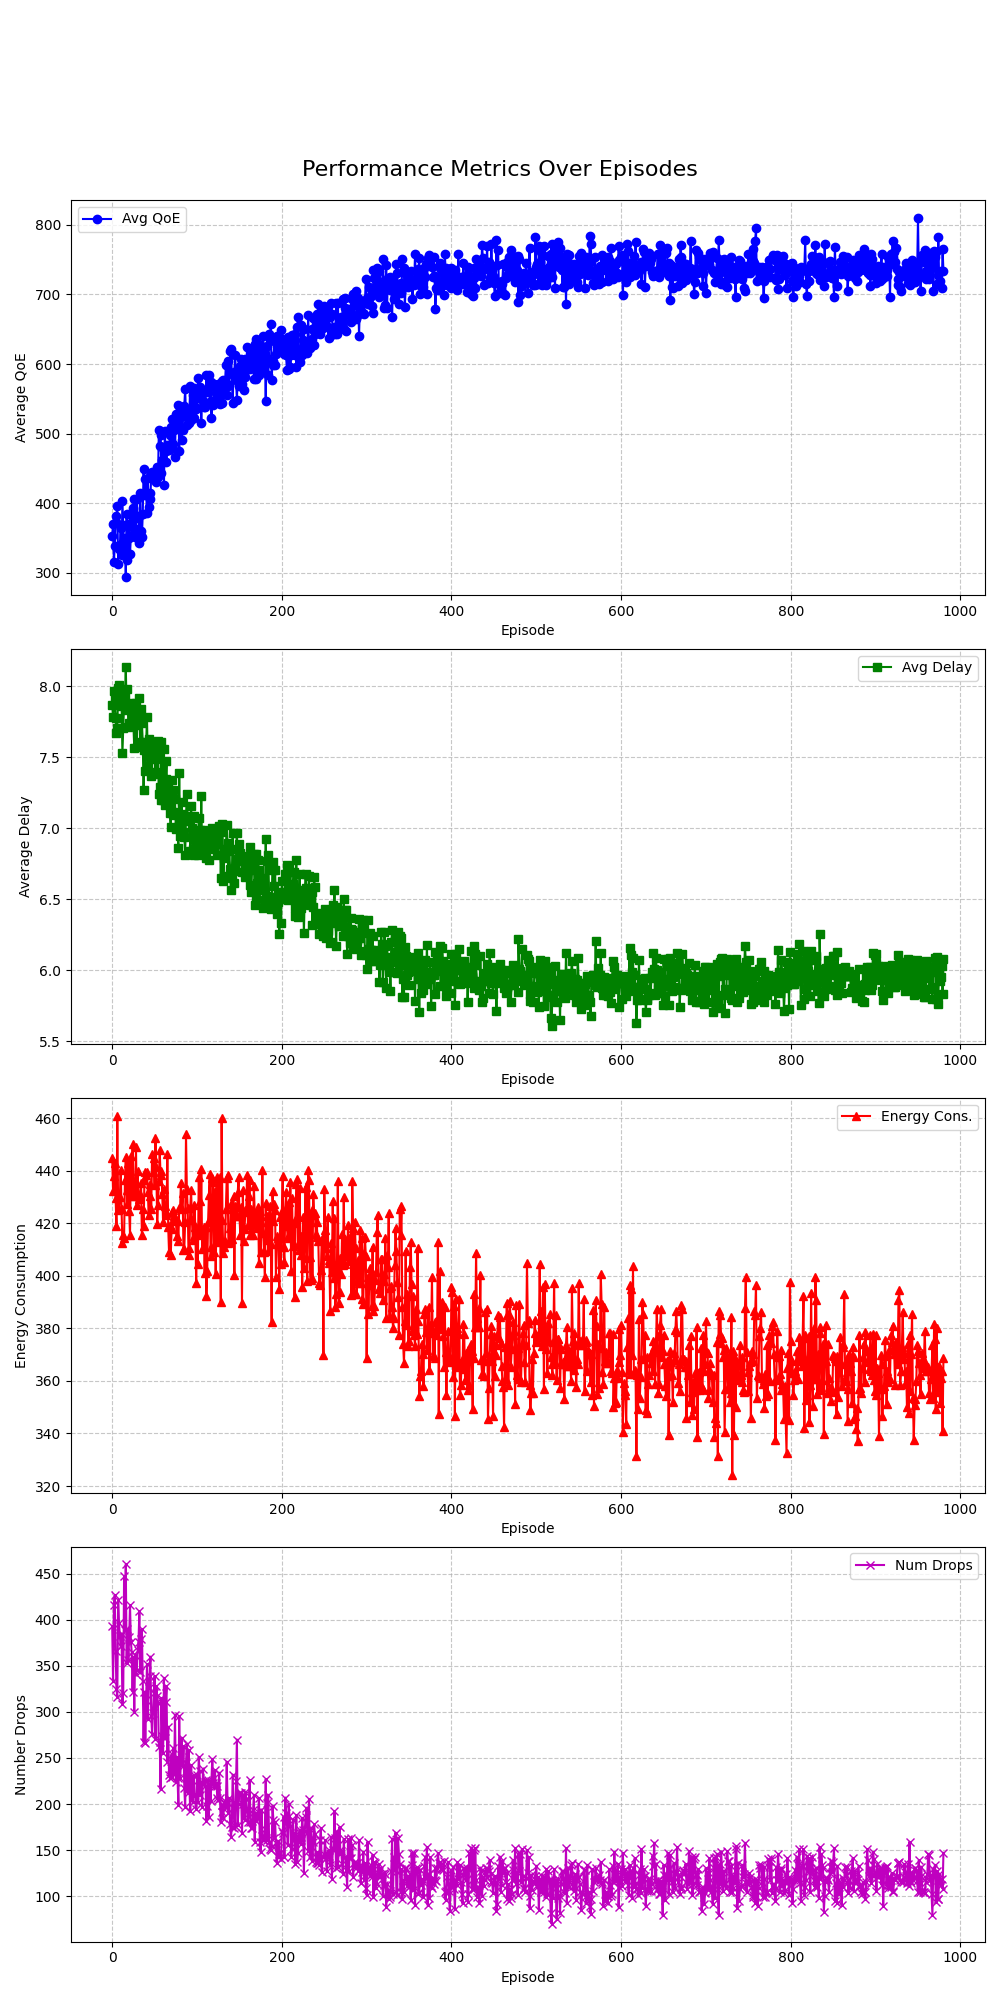 Performance Metrics Over Episodes
Avg QoE
800
700
600
500
400
300
Average QoE
0 200 400 600 800 1000
Episode
Avg Delay
8.0
7.5
7.0
6.5
6.0
5.5
Average Delay
0 200 400 600 800 1000
Episode
Energy Cons.
460
440
420
400
380
360
340
320
Energy Consumption
0 200 400 600 800 1000
Episode
Num Drops
450
400
350
300
250
200
150
100
Number Drops
0 200 400 600 800 1000
Episode